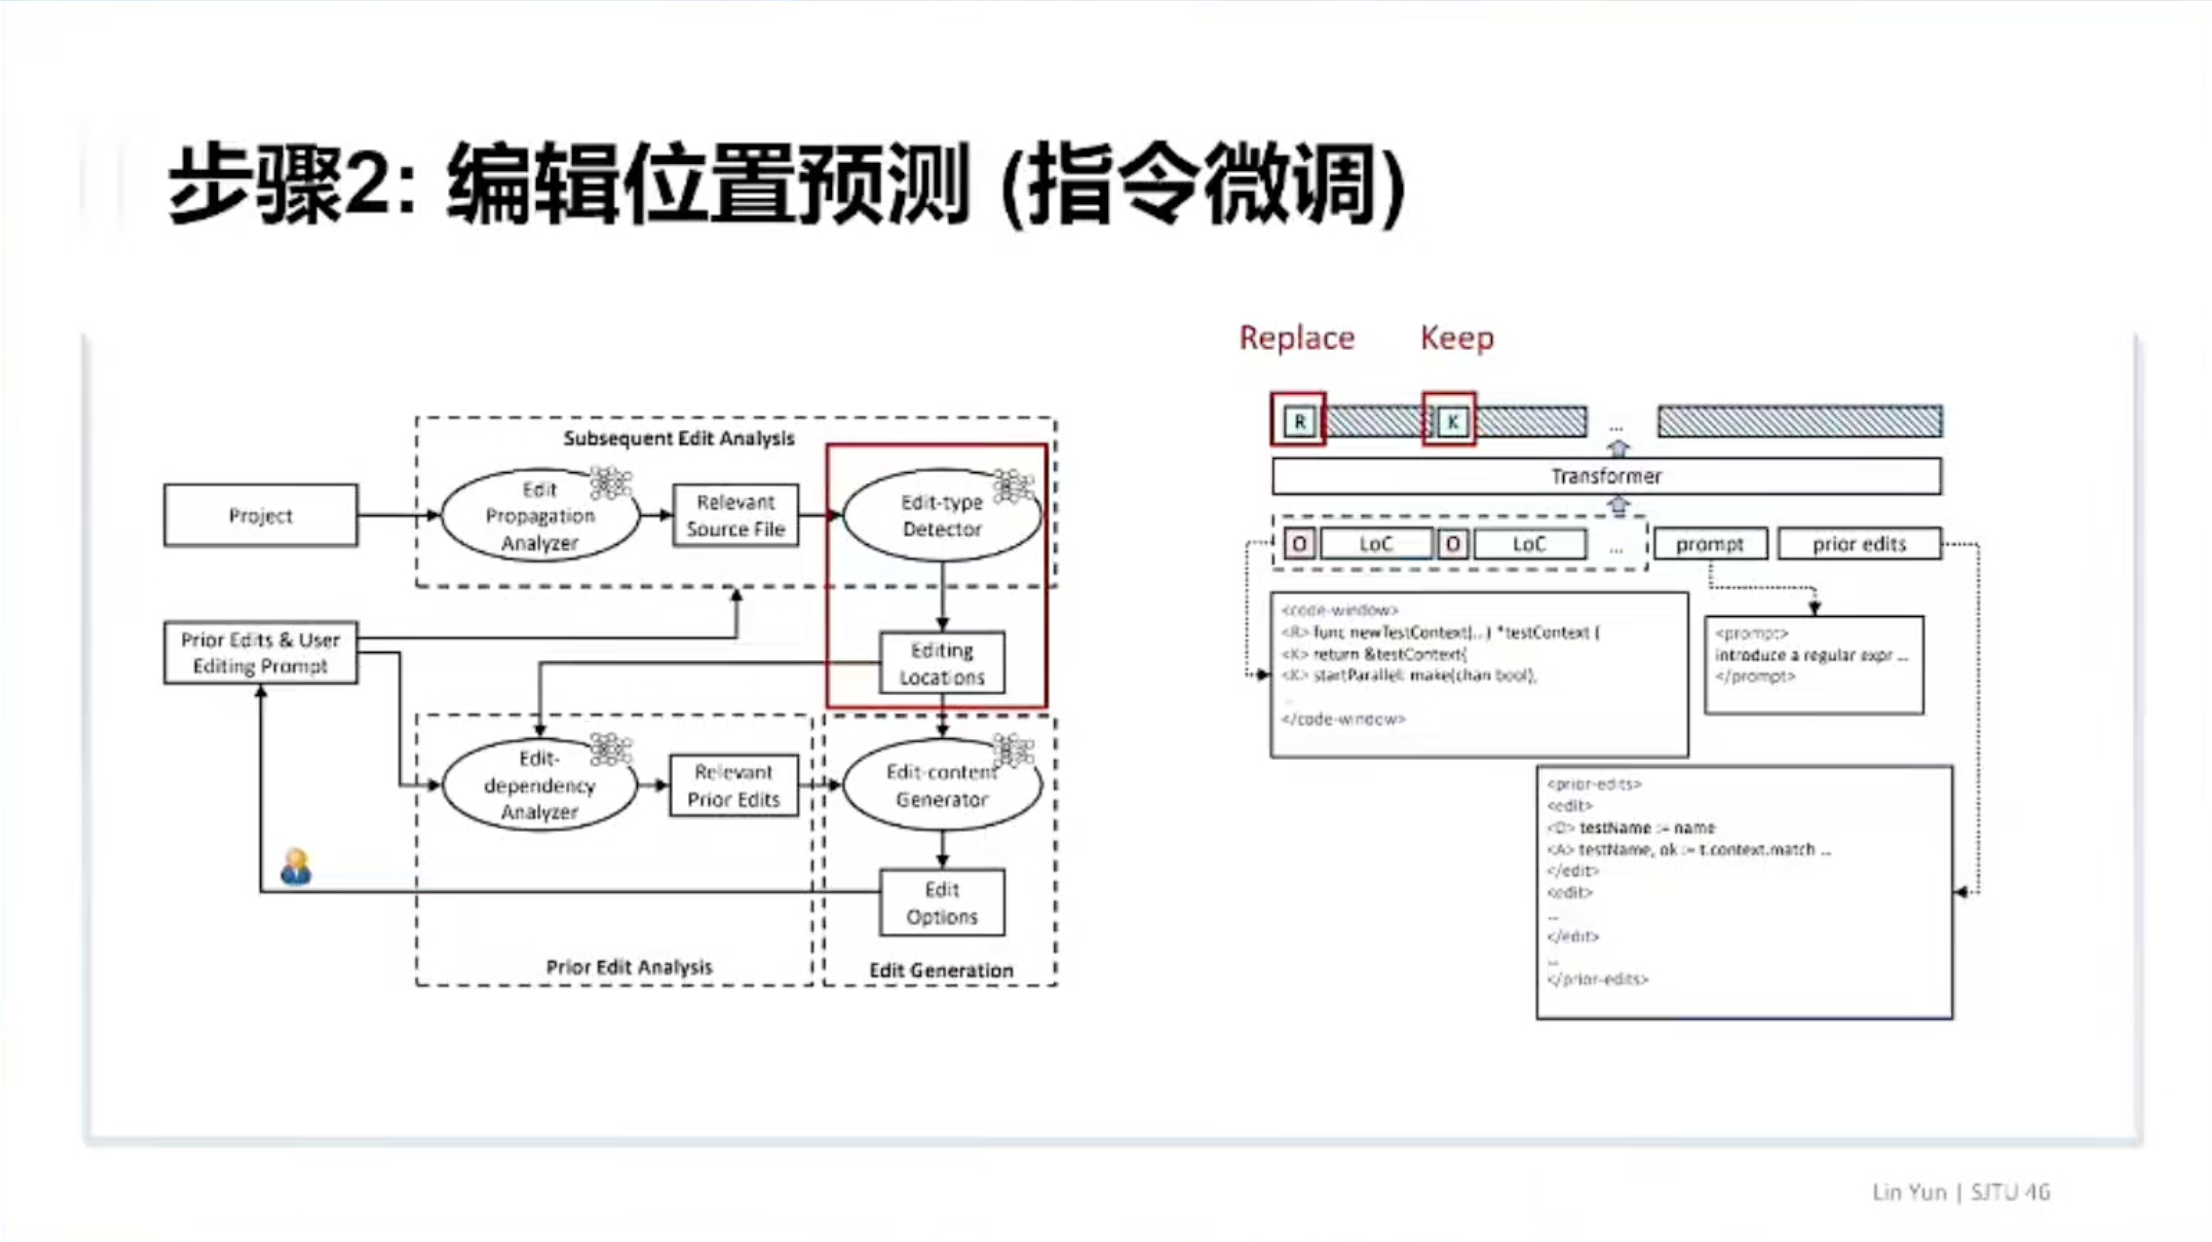 步骤2: 编辑位置预测 (指令微调)
Subsequent Edit Analysis
Project
Edit
Propagation
Analyzer
Relevant
Source File
Edit-type
Detector
Prior Edits & User
Editing Prompt
Editing
Locations
Edit-
dependency
Analyzer
Relevant
Prior Edits
Edit-content
Generator
Edit
Options
Prior Edit Analysis
Edit Generation
Replace
Keep
R
K
...
Transformer
O
LoC
O
LoC
...
prompt
prior edits
<code-window>
<R> func newTestContext(..) *testContext {
<K> return &testContext{
<K> startParallel: make(chan bool),
...
</code-window>
<prompt>
introduce a regular expr ...
</prompt>
<prior-edits>
<edit>
<D> testName := name
<A> testName, ok := t.context.match ...
</edit>
<edit>
...
</edit>
...
</prior-edits>
Lin Yun | SJTU 46